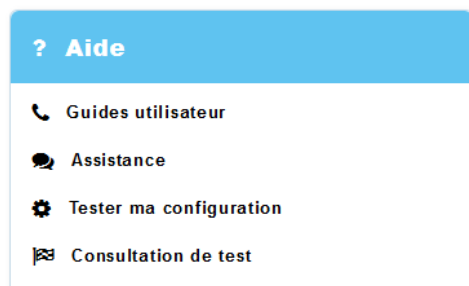 ? Aide
Guides utilisateur
Assistance
Tester ma configuration
Consultation de test